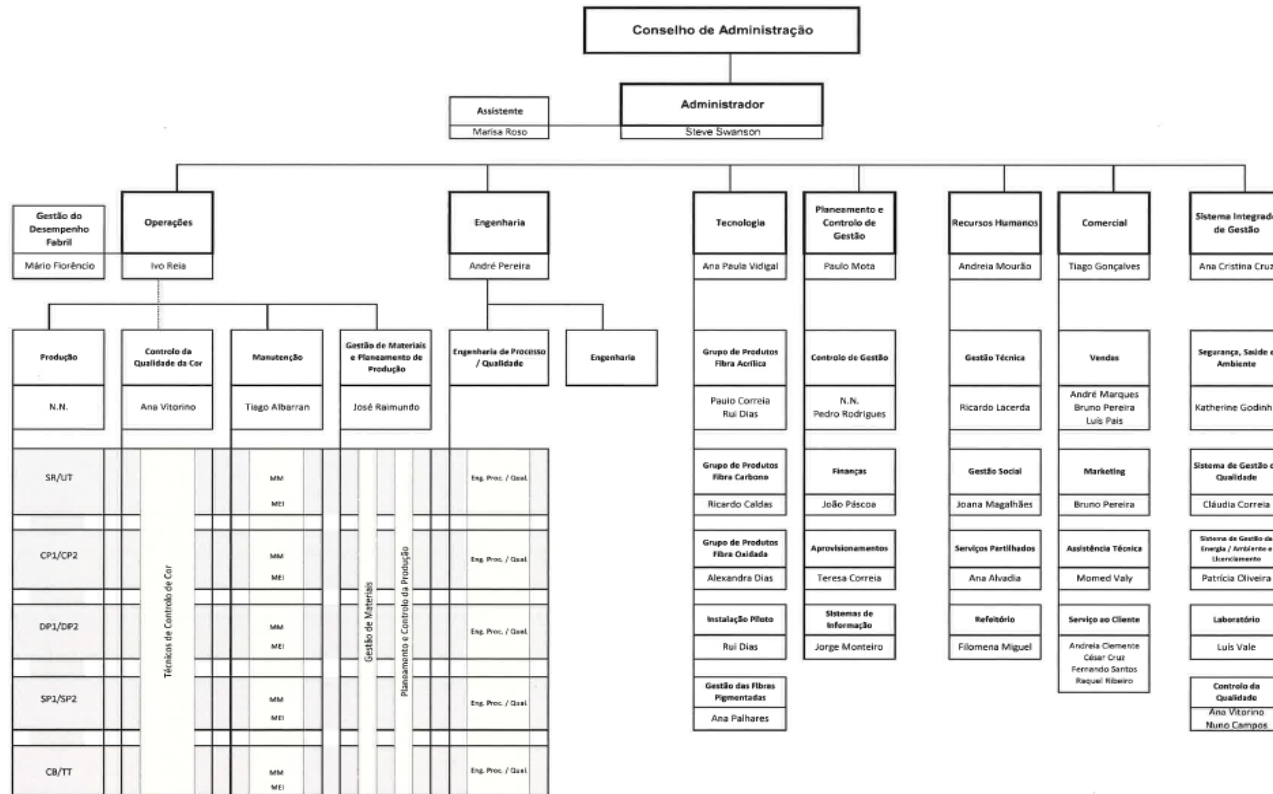 Conselho de Administração
Administrador
Steve Swanson
Assistente
Marisa Roso
Gestão do
Desempenho
Fabril
Mário Florêncio
Operações
Ivo Reia
Engenharia
André Pereira
Tecnologia
Ana Paula Vidigal
Planeamento e
Controlo de
Gestão
Paulo Mota
Recursos Humanos
Andreia Mourão
Comercial
Tiago Gonçalves
Sistema Integrado
de Gestão
Ana Cristina Cruz
Produção
N.N.
Controlo da
Qualidade da Cor
Ana Vitorino
Manutenção
Tiago Albarran
Gestão de Materiais
e Planeamento de
Produção
José Raimundo
Engenharia de Processo
/ Qualidade
Engenharia
SR/UT
MM
MEI
Eng. Proc. / Qual.
CP1/CP2
MM
MEI
Eng. Proc. / Qual.
DP1/DP2
MM
MEI
Eng. Proc. / Qual.
SP1/SP2
MM
MEI
Eng. Proc. / Qual.
CB/TT
MM
MEI
Eng. Proc. / Qual.
Técnicos de Controlo de Cor
Gestão de Materiais
Planeamento e Controlo da Produção
Grupo de Produtos
Fibra Acrílica
Paulo Correia
Rui Dias
Grupo de Produtos
Fibra Carbono
Ricardo Caldas
Grupo de Produtos
Fibra Oxidada
Alexandra Dias
Instalação Piloto
Rui Dias
Gestão das Fibras
Pigmentadas
Ana Palhares
Controlo de Gestão
N.N.
Pedro Rodrigues
Finanças
João Páscoa
Aprovisionamentos
Teresa Correia
Sistemas de
Informação
Jorge Monteiro
Gestão Técnica
Ricardo Lacerda
Gestão Social
Joana Magalhães
Serviços Partilhados
Ana Alvadia
Refeitório
Filomena Miguel
Vendas
André Marques
Bruno Pereira
Luís Pais
Marketing
Bruno Pereira
Assistência Técnica
Momed Valy
Serviço ao Cliente
Andreia Clemente
César Cruz
Fernando Santos
Raquel Ribeiro
Segurança, Saúde e
Ambiente
Katherine Godinh
Sistema de Gestão
Qualidade
Cláudia Correia
Sistema de Gestão de
Energia / Ambiente e
Licenciamento
Patrícia Oliveira
Laboratório
Luís Vale
Controlo da
Qualidade
Ana Vitorino
Nuno Campos